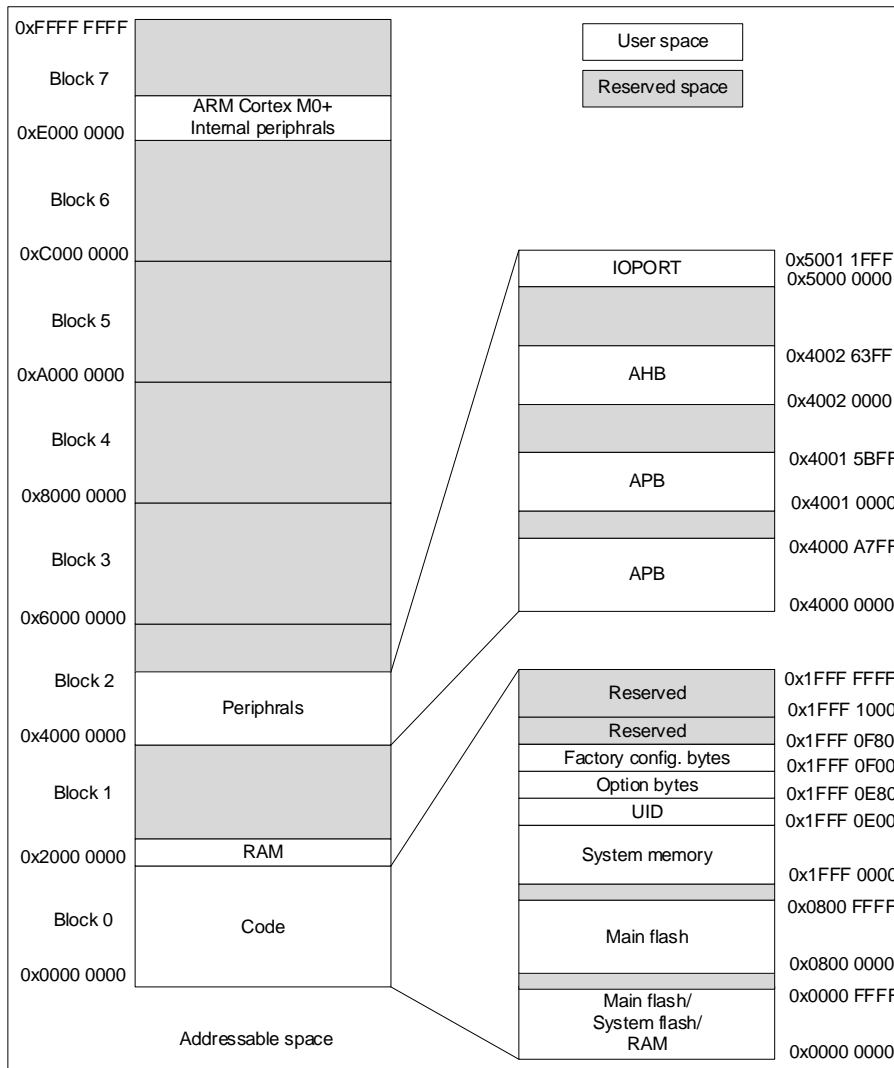 0xFFFF FFFF
Block 7
ARM Cortex M0+
Internal periphrals
0xE000 0000
Block 6
0xC000 0000
Block 5
0xA000 0000
Block 4
0x8000 0000
Block 3
0x6000 0000
Block 2
Periphrals
0x4000 0000
Block 1
0x2000 0000
RAM
Block 0
Code
0x0000 0000
Addressable space
User space
Reserved space
IOPORT
0x5001 1FFF
0x5000 0000
0x4002 63FF
AHB
0x4002 0000
0x4001 5BFF
APB
0x4001 0000
0x4000 A7FF
APB
0x4000 0000
0x1FFF FFFF
Reserved
0x1FFF 1000
Reserved
0x1FFF 0F80
Factory config. bytes
0x1FFF 0F00
Option bytes
0x1FFF 0E80
UID
0x1FFF 0E00
System memory
0x1FFF 0000
0x0800 FFFF
Main flash
0x0800 0000
0x0000 FFFF
Main flash/
System flash/
RAM
0x0000 0000